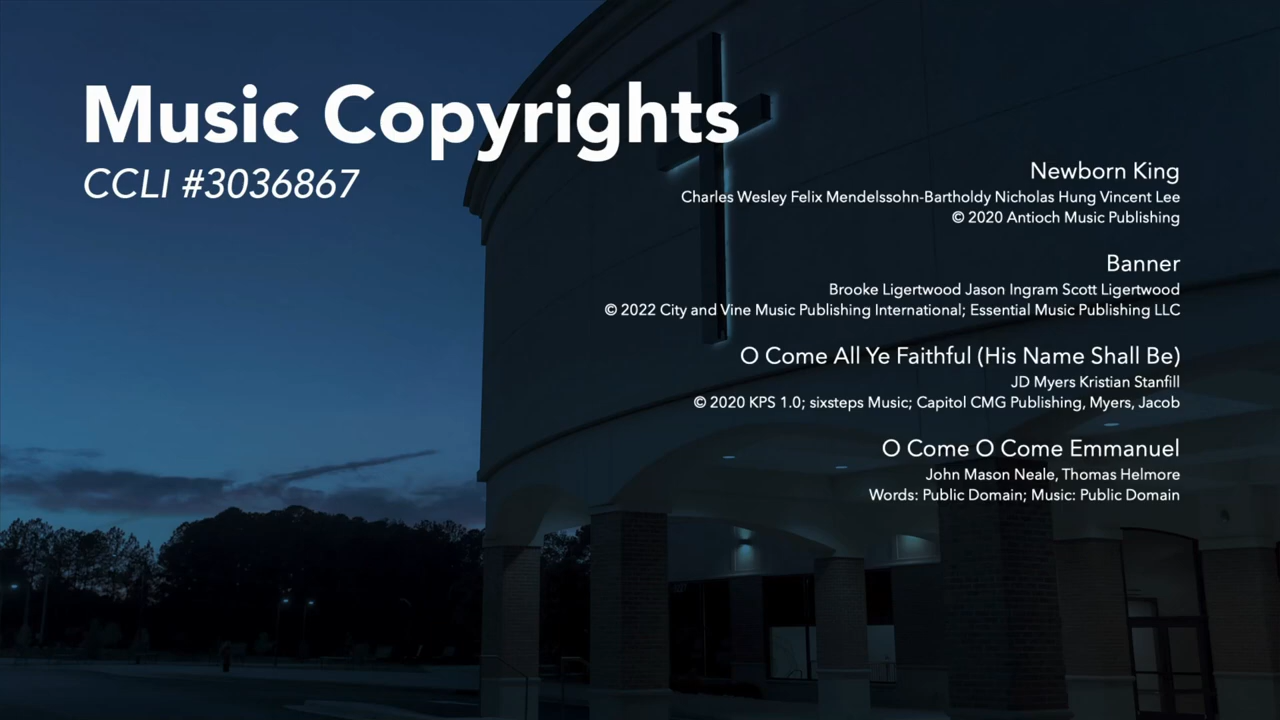 Music Copyrights
CCLI #3036867
Newborn King
Charles Wesley Felix Mendelssohn-Bartholdy Nicholas Hung Vincent Lee
© 2020 Antioch Music Publishing
Banner
Brooke Ligertwood Jason Ingram Scott Ligertwood
© 2022 City and Vine Music Publishing International; Essential Music Publishing LLC
O Come All Ye Faithful (His Name Shall Be)
JD Myers Kristian Stanfill
© 2020 KPS 1.0; sixsteps Music; Capitol CMG Publishing, Myers, Jacob
O Come O Come Emmanuel
John Mason Neale, Thomas Helmore
Words: Public Domain; Music: Public Domain